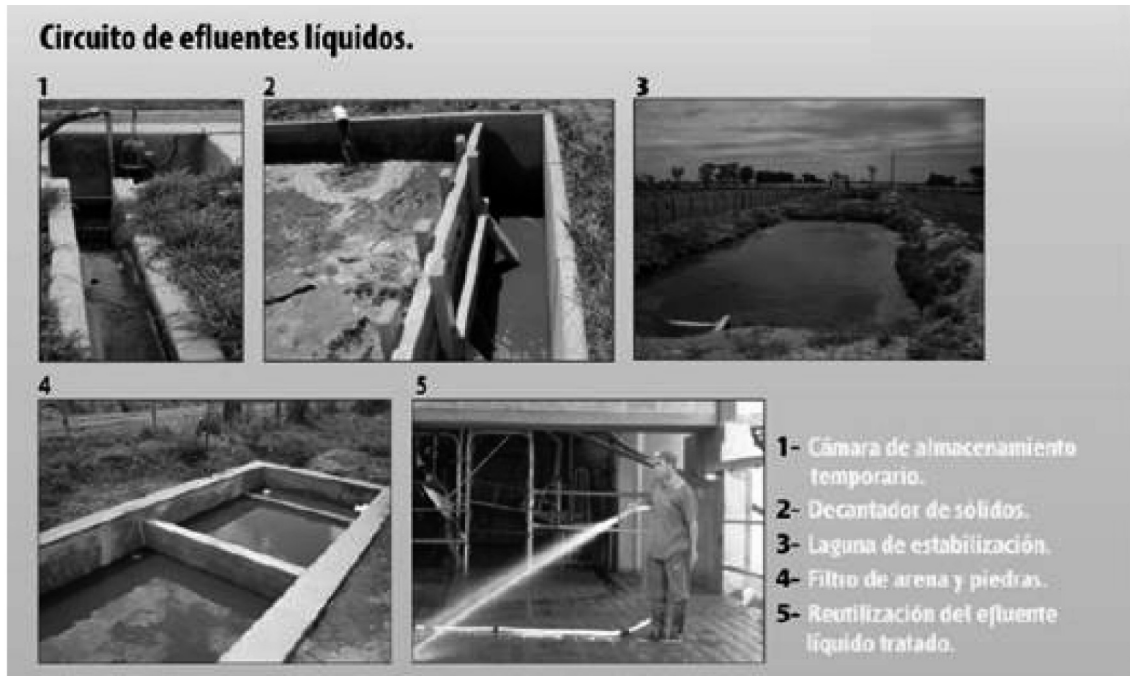 Circuito de efluentes líquidos.
1
2
3
4
5
1- Cámara de almacenamiento
temporario.
2- Decantador de sólidos.
3- Laguna de estabilización.
4- Filtro de arena y piedras.
5- Reutilización del efluente
líquido tratado.